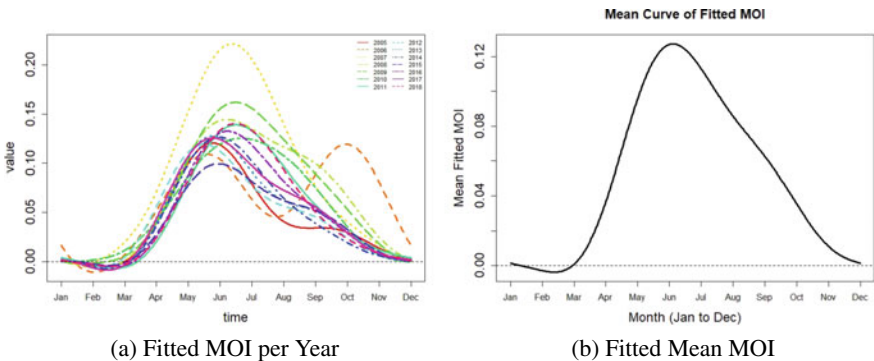 Mean Curve of Fitted MOI
value
0.00 0.05 0.10 0.15 0.20
2005 2012
2006 2013
2007 2014
2008 2015
2009 2016
2010 2017
2011 2018
Jan Feb Mar Apr May Jun Jul Aug Sep Oct Nov Dec
time
(a) Fitted MOI per Year
Mean Fitted MOI
0.00 0.04 0.08 0.12
Jan Feb Mar Apr May Jun Jul Aug Sep Oct Nov Dec
Month (Jan to Dec)
(b) Fitted Mean MOI